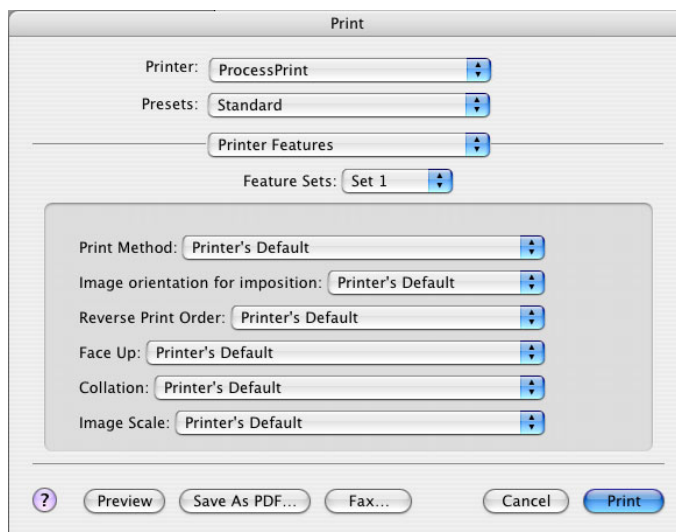 Print
Printer: ProcessPrint
Presets: Standard
Printer Features
Feature Sets: Set 1
Print Method: Printer's Default
Image orientation for imposition: Printer's Default
Reverse Print Order: Printer's Default
Face Up: Printer's Default
Collation: Printer's Default
Image Scale: Printer's Default
? Preview Save As PDF... Fax... Cancel Print